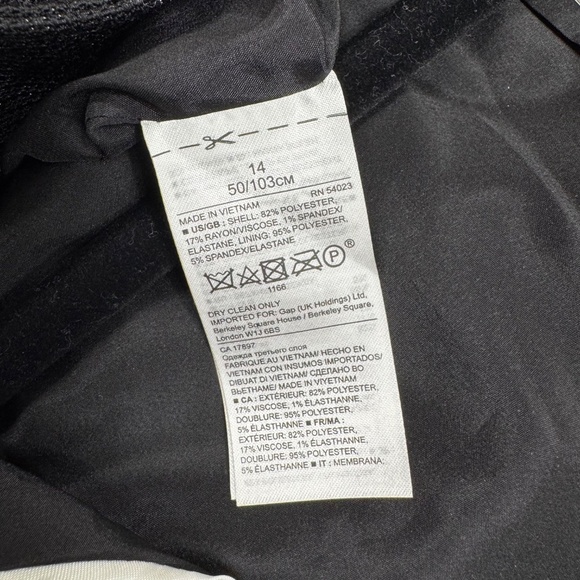 14
50/103CM
MADE IN VIETNAM RN 54023
■ US/GB : SHELL: 82% POLYESTER,
17% RAYON/VISCOSE, 1% SPANDEX/
ELASTANE, LINING: 95% POLYESTER,
5% SPANDEX/ELASTANE
P ®
1166
DRY CLEAN ONLY
IMPORTED FOR: Gap (UK Holdings) Ltd.
Berkeley Square House / Berkeley Square,
London W1J 6BS
CA 17897
Одежда третьего слоя
FABRIQUE AU VIETNAM/ HECHO EN
VIETNAM CON INSUMOS IMPORTADOS/
DIBUAT DI VIETNAM/ СДЕЛАНО ВО
ВЬЕТНАМЕ/ MADE IN VIYETNAM
■ CA : EXTÉRIEUR: 82% POLYESTER,
17% VISCOSE, 1% ÉLASTHANNE,
DOUBLURE: 95% POLYESTER,
5% ÉLASTHANNE ■ FR/MA :
EXTÉRIEUR: 82% POLYESTER,
17% VISCOSE, 1% ÉLASTHANNE,
DOUBLURE: 95% POLYESTER,
5% ÉLASTHANNE ■ IT : MEMBRANA: